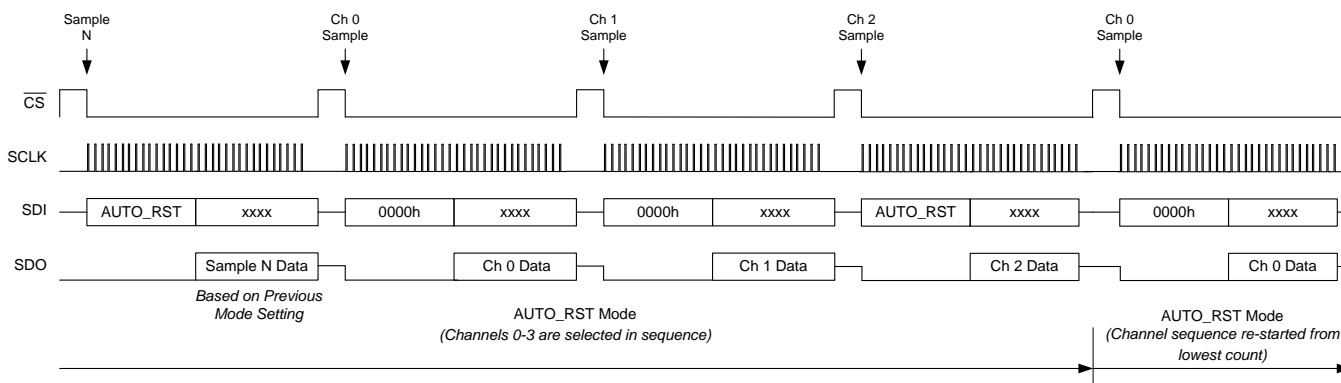 Sample
N
Ch 0
Sample
Ch 1
Sample
Ch 2
Sample
Ch 0
Sample
CS
SCLK
SDI
AUTO_RST
xxxx
0000h
xxxx
0000h
xxxx
AUTO_RST
xxxx
0000h
xxxx
SDO
Sample N Data
Ch 0 Data
Ch 1 Data
Ch 2 Data
Ch 0 Data
Based on Previous
Mode Setting
AUTO_RST Mode
(Channels 0-3 are selected in sequence)
AUTO_RST Mode
(Channel sequence re-started from
lowest count)